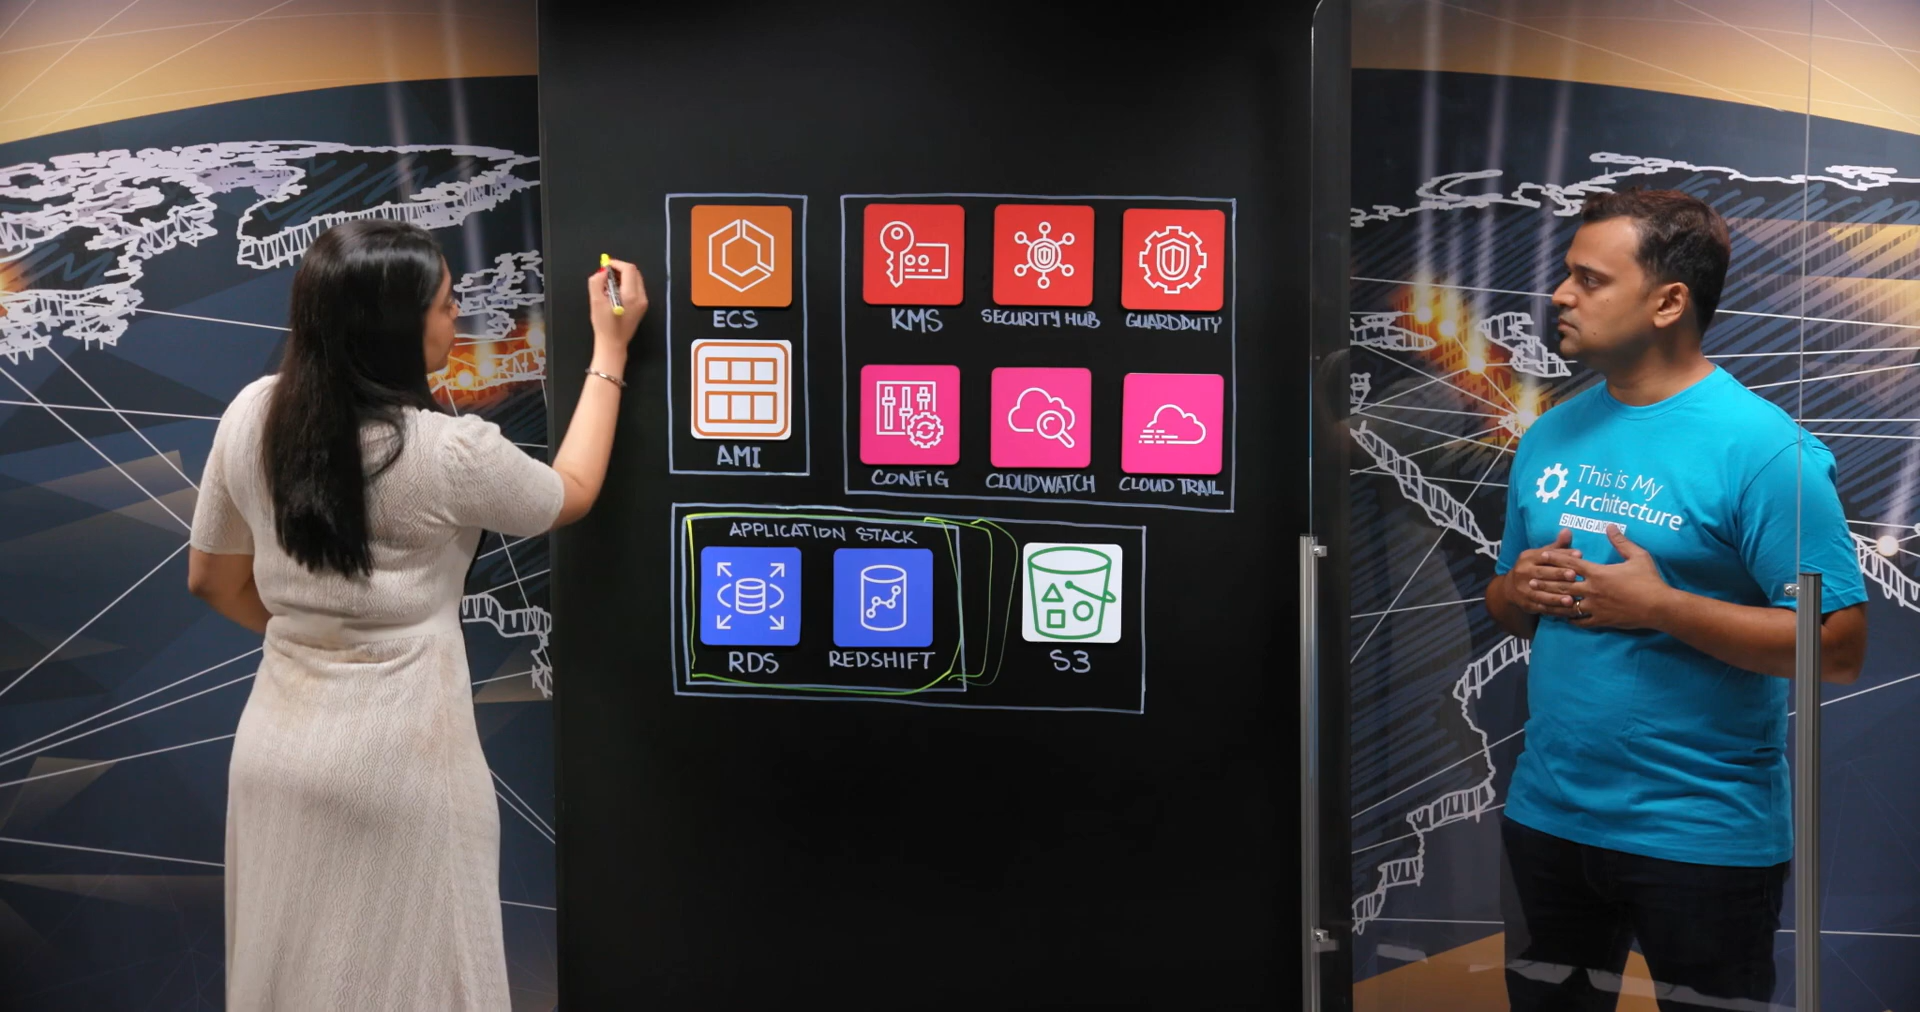 ECS
AMI
KMS
SECURITY HUB
GUARDDUTY
CONFIG
CLOUDWATCH
CLOUD TRAIL
APPLICATION STACK
RDS
REDSHIFT
S3
This is My
Architecture